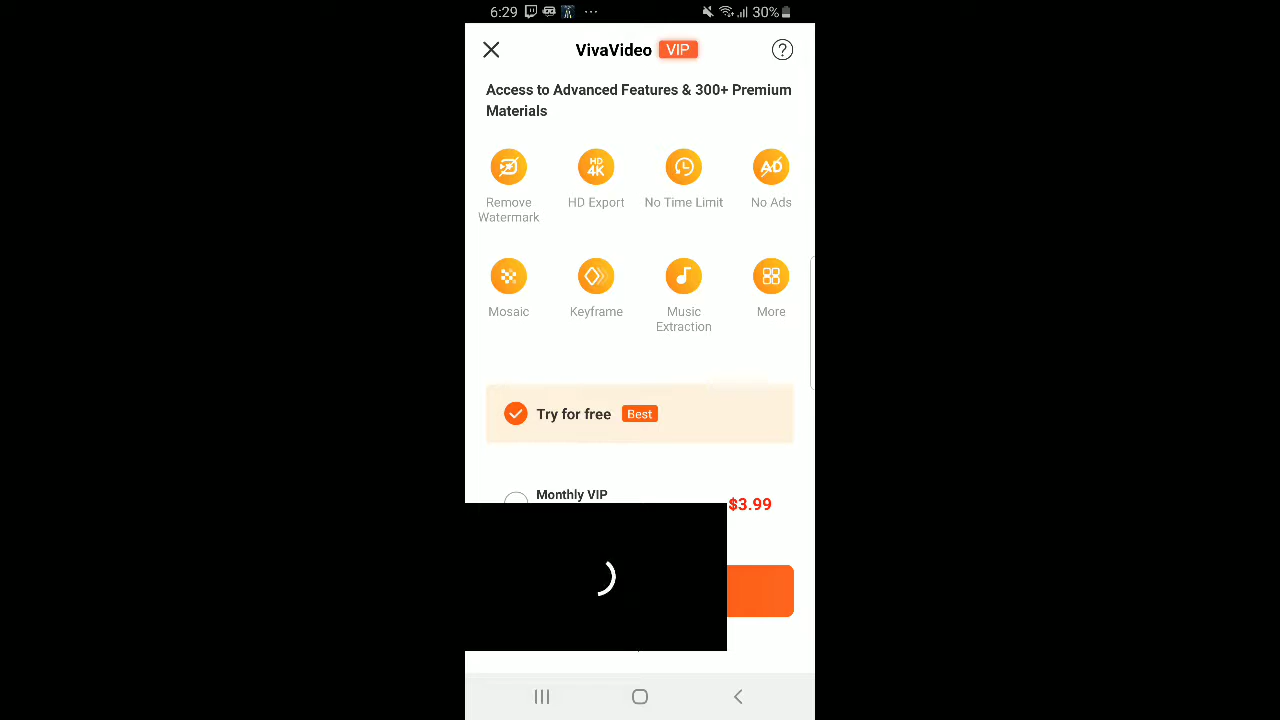 6:29 ... 30%
VivaVideo VIP
Access to Advanced Features & 300+ Premium
Materials
HD
4K
AD
Remove
Watermark
HD Export
No Time Limit
No Ads
Mosaic
Keyframe
Music
Extraction
More
Try for free Best
Monthly VIP
$3.99